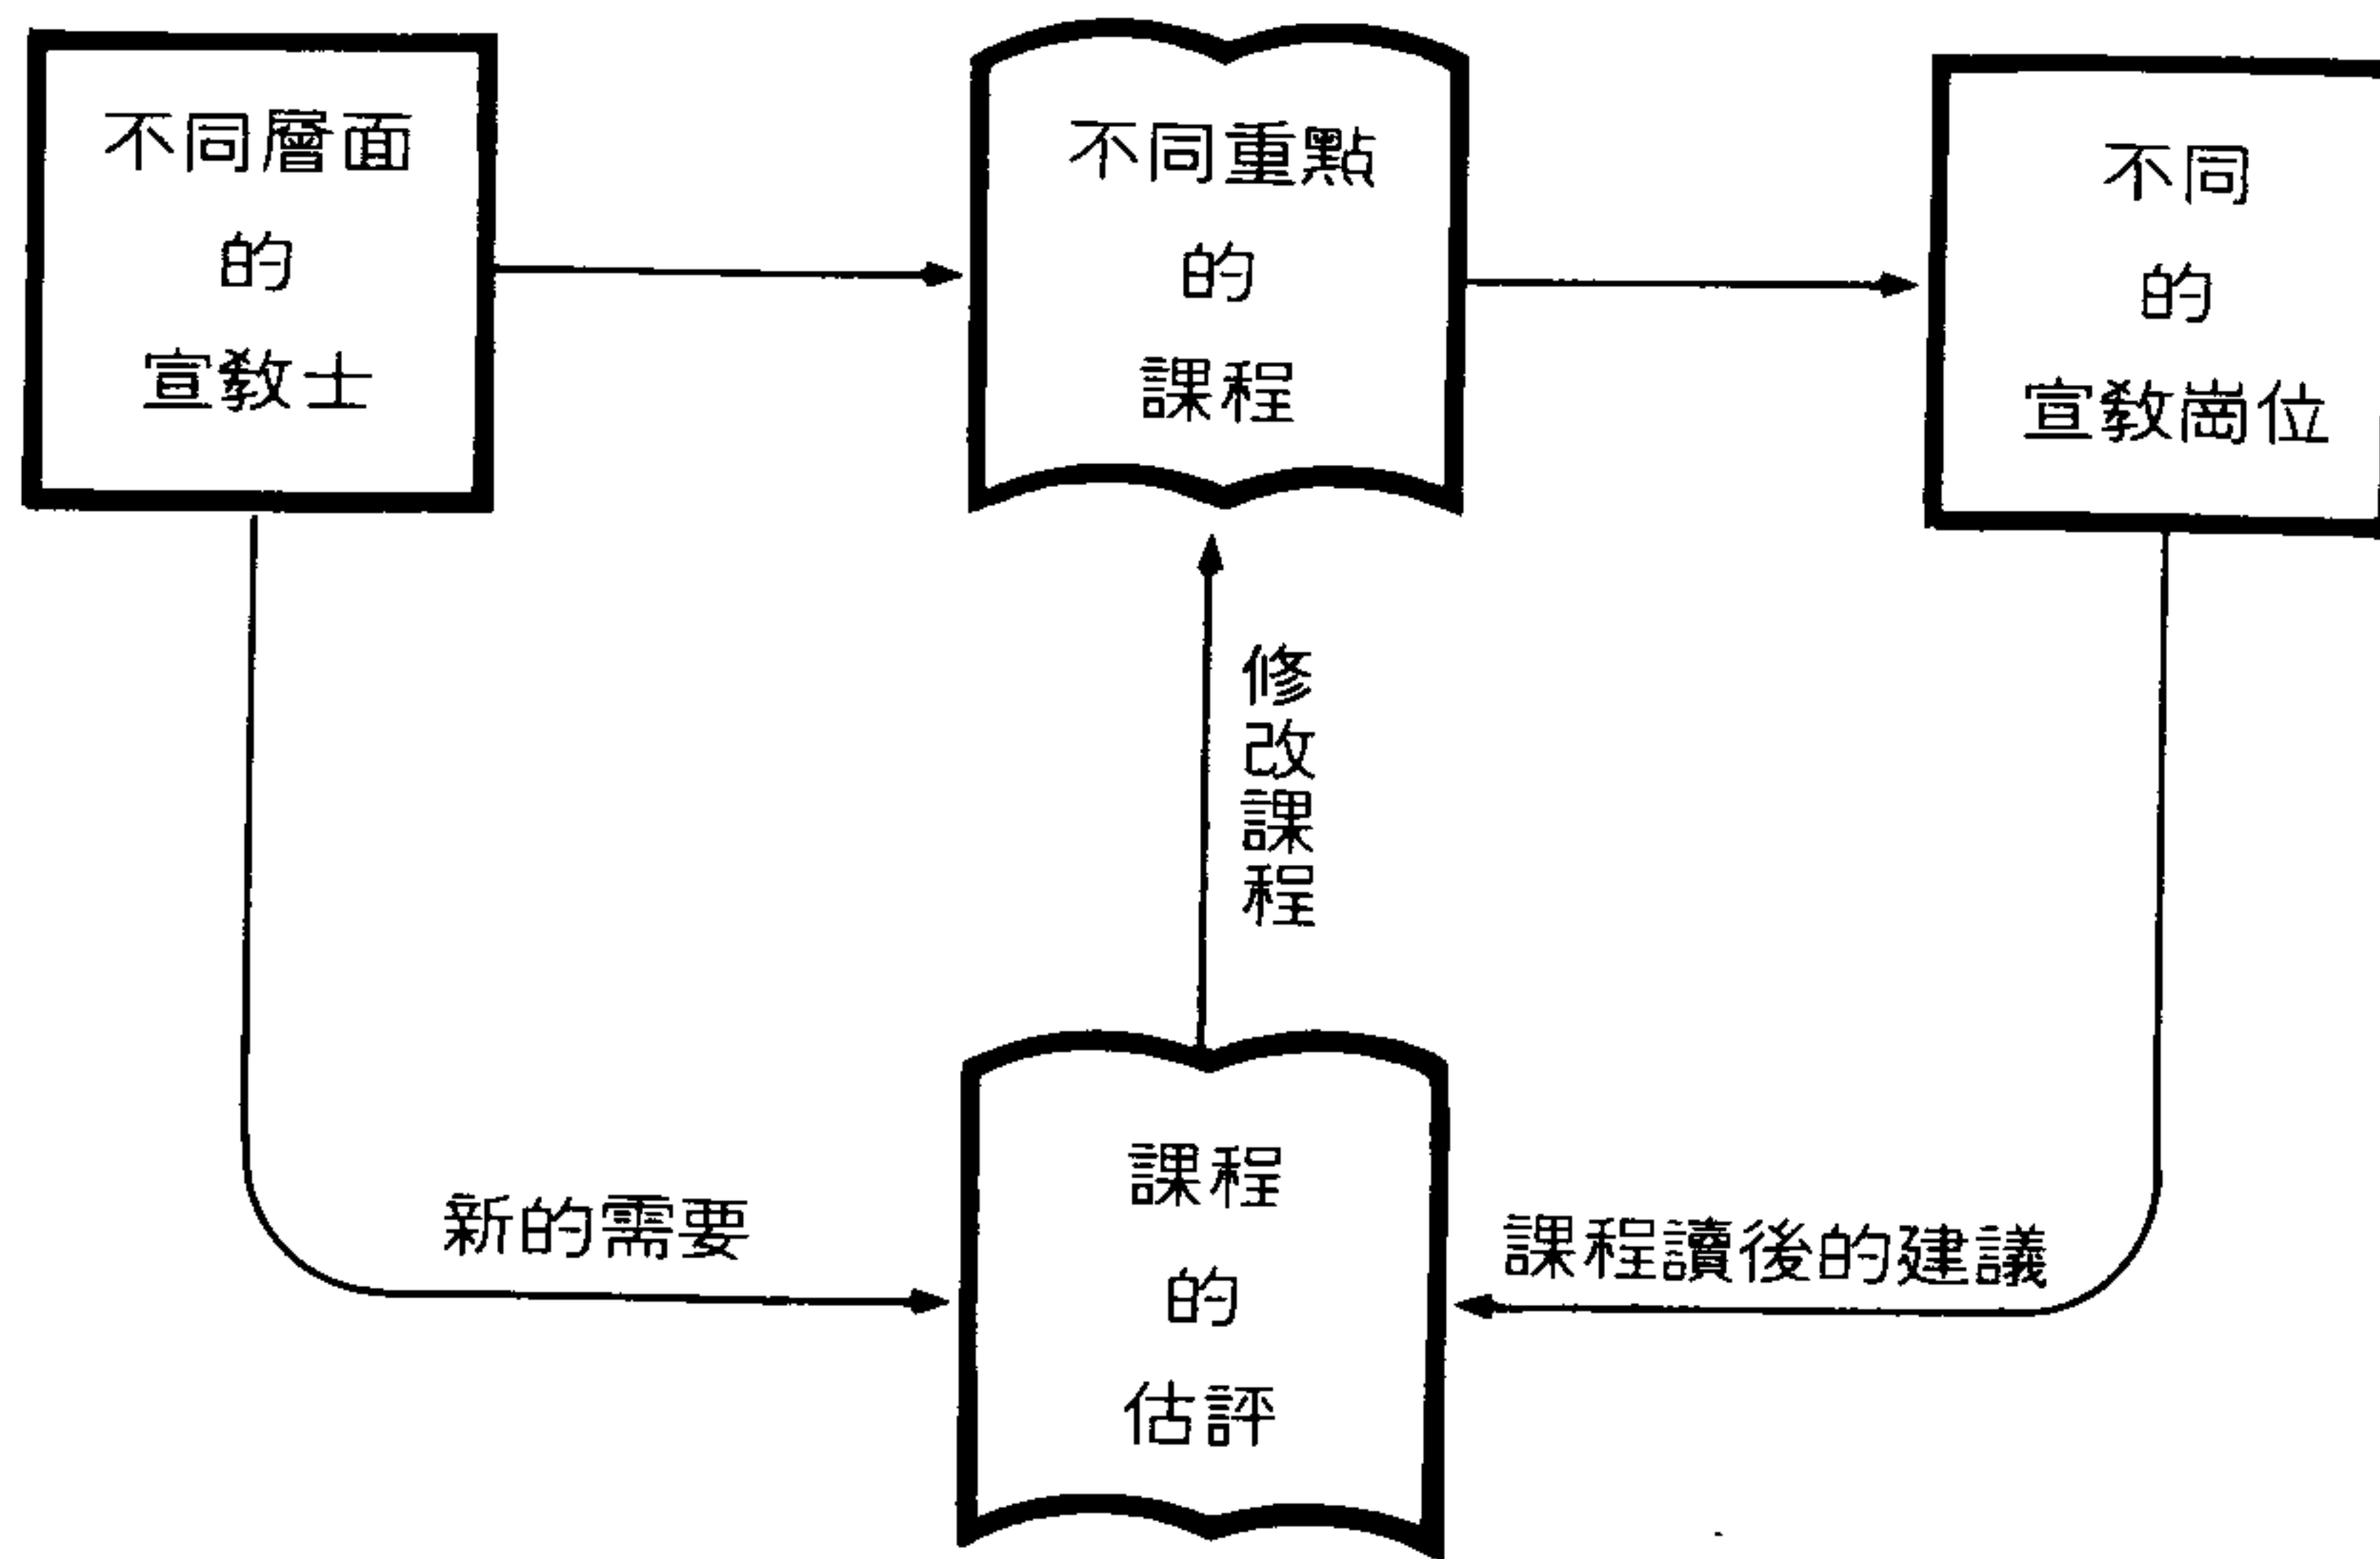 不同層面
的
宣敎士
不同重點
的
課程
不同
的
宣敎崗位
修改課程
新的需要
課程讀後的建議
課程
的
估評